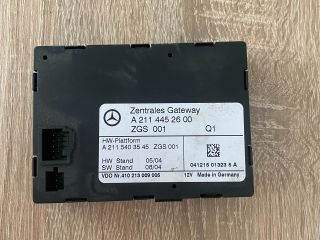 Zentrales Gateway
A 211 445 26 00
ZGS 001 Q1
HW-Plattform
A 211 540 35 45 ZGS 001
HW Stand 05/04
SW Stand 08/04
041216 01323 5 A
VDO Nr.410 213 009 005 12V Made in Germany